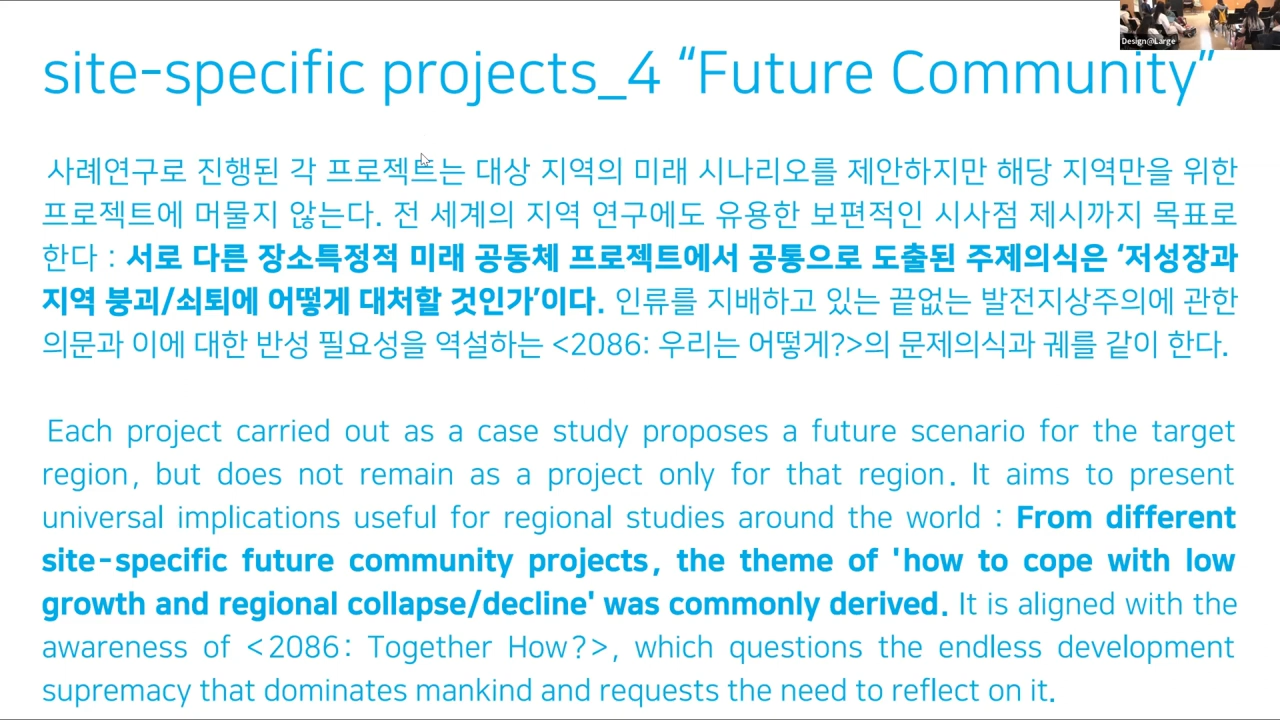 Design@Large
site-specific projects_4 “Future Community”
사례연구로 진행된 각 프로젝트는 대상 지역의 미래 시나리오를 제안하지만 해당 지역만을 위한
프로젝트에 머물지 않는다. 전 세계의 지역 연구에도 유용한 보편적인 시사점 제시까지 목표로
한다 : 서로 다른 장소특정적 미래 공동체 프로젝트에서 공통으로 도출된 주제의식은 ‘저성장과
지역 붕괴/쇠퇴에 어떻게 대처할 것인가’이다. 인류를 지배하고 있는 끝없는 발전지상주의에 관한
의문과 이에 대한 반성 필요성을 역설하는 <2086: 우리는 어떻게?>의 문제의식과 궤를 같이 한다.
Each project carried out as a case study proposes a future scenario for the target
region, but does not remain as a project only for that region. It aims to present
universal implications useful for regional studies around the world : From different
site-specific future community projects, the theme of 'how to cope with low
growth and regional collapse/decline' was commonly derived. It is aligned with the
awareness of <2086: Together How?>, which questions the endless development
supremacy that dominates mankind and requests the need to reflect on it.